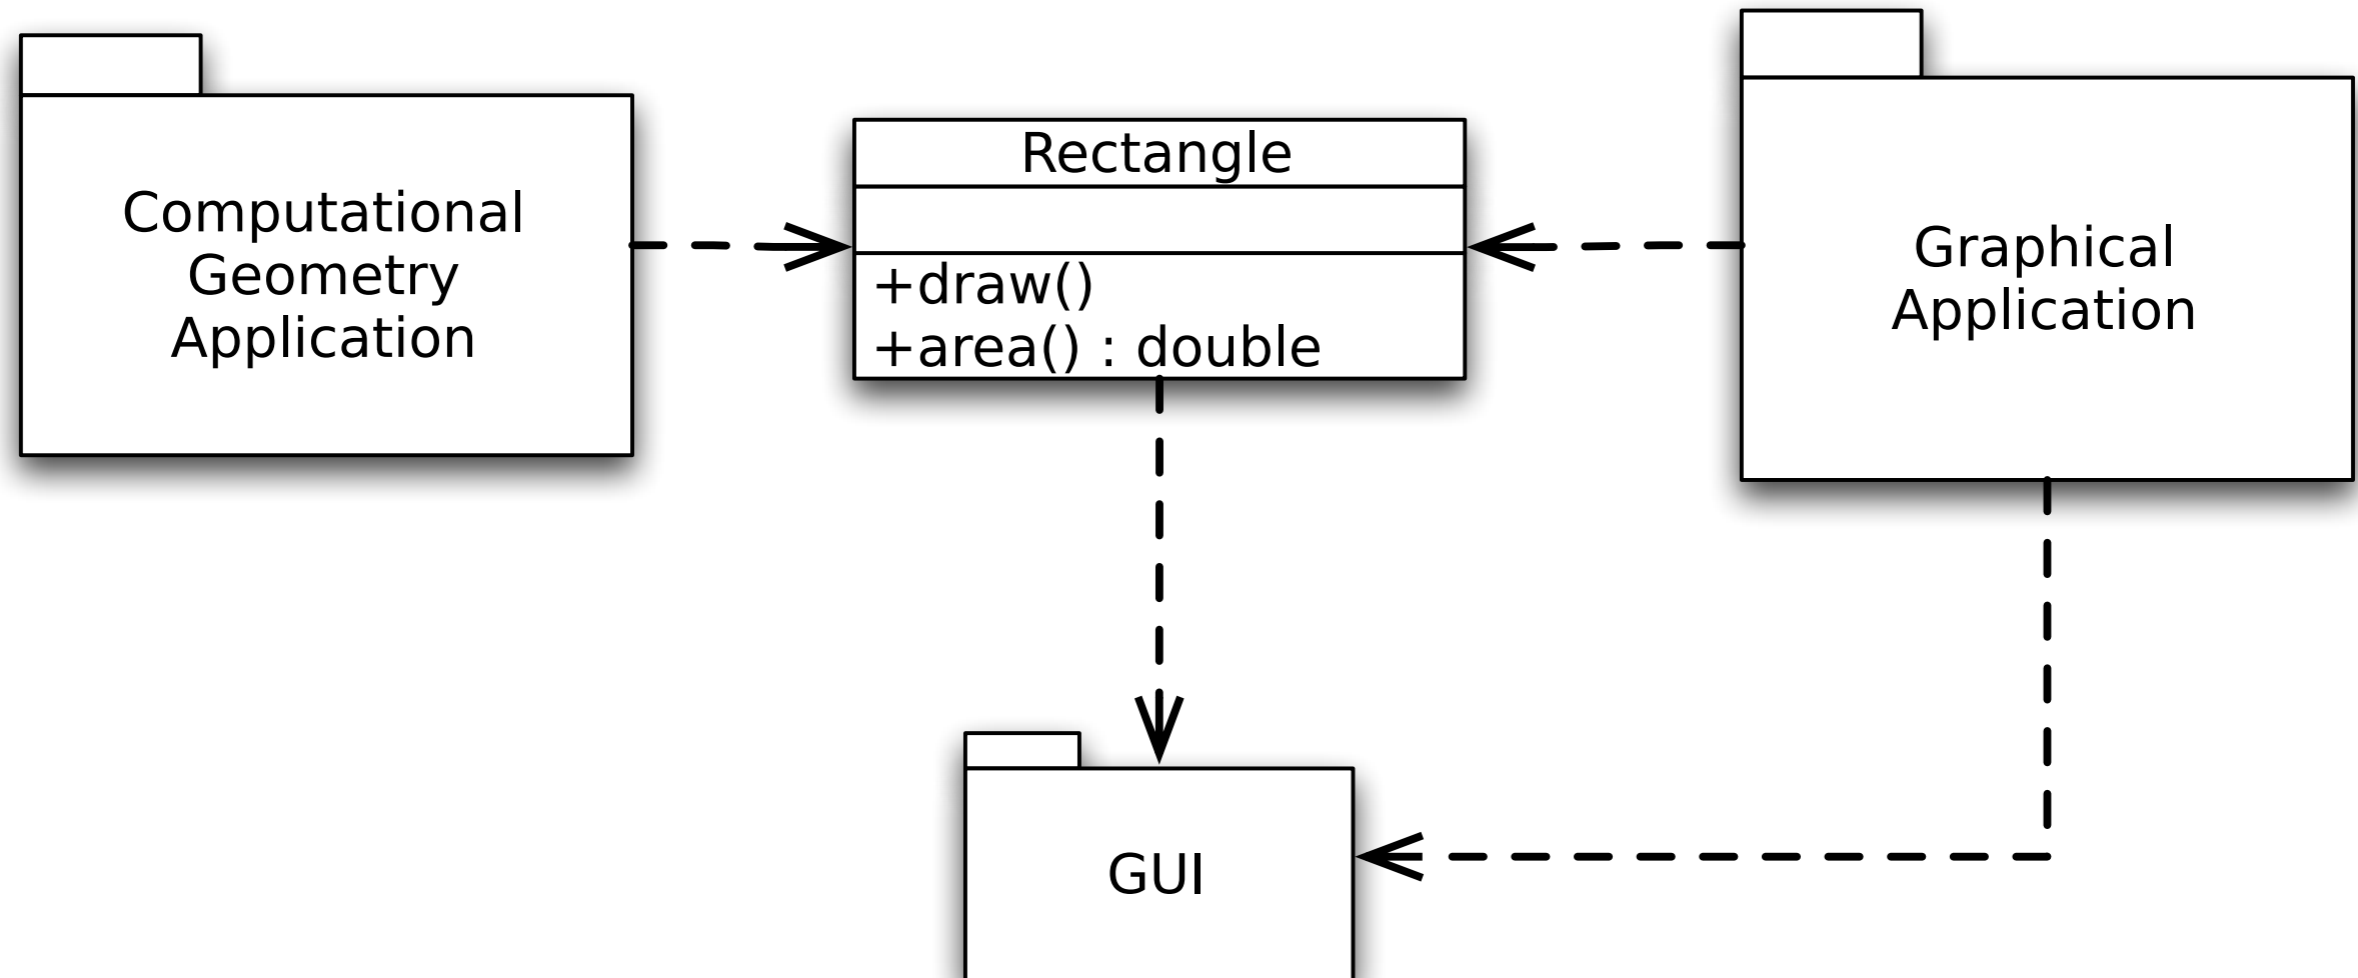 Computational
Geometry
Application
Rectangle
+draw()
+area() : double
Graphical
Application
GUI